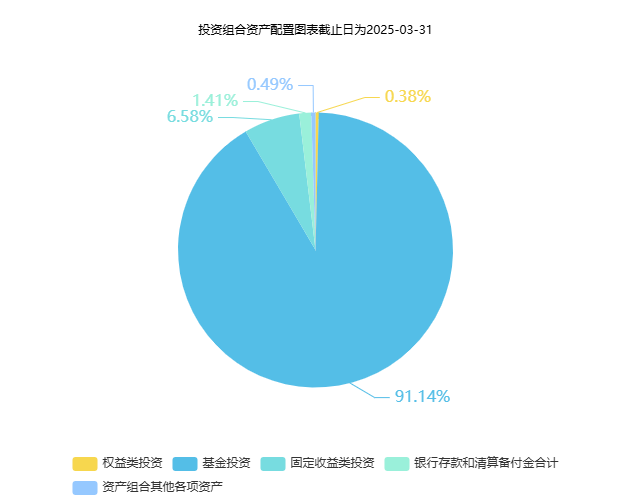 投资组合资产配置图表截止日为2025-03-31
0.49%
0.38%
1.41%
6.58%
91.14%
权益类投资 基金投资 固定收益类投资 银行存款和清算备付金合计
资产组合其他各项资产